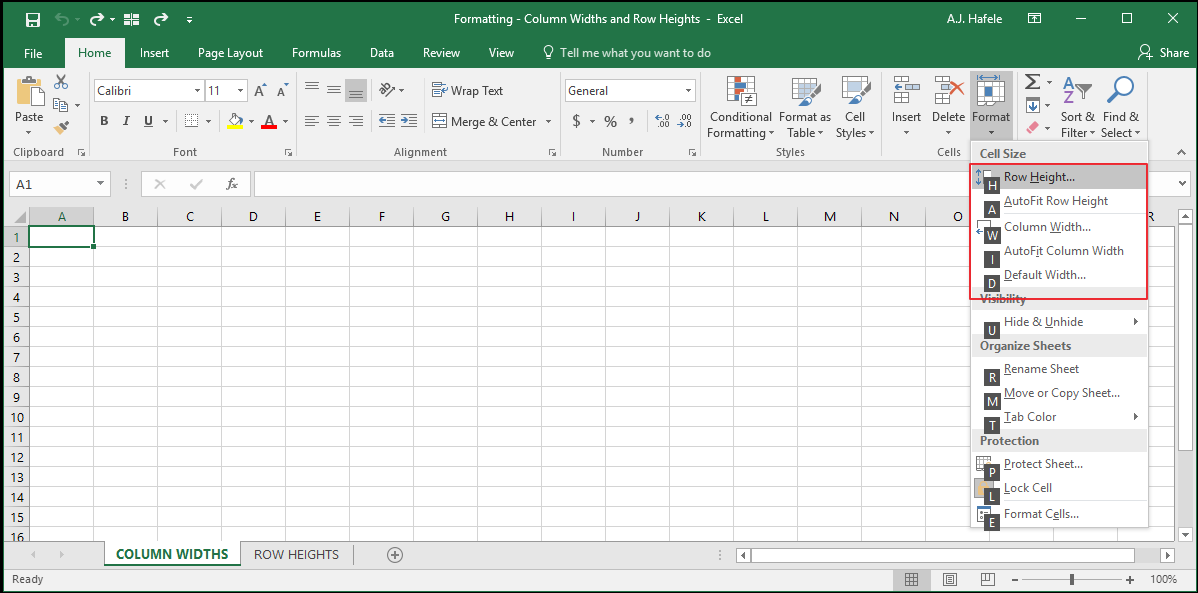 Formatting - Column Widths and Row Heights - Excel
A.J. Hafele
File Home Insert Page Layout Formulas Data Review View Tell me what you want to do Share
Calibri 11 A A Wrap Text General
Paste B I U A Merge & Center $ % , .0 .00 .00 .0
Conditional Formatting Format as Table Cell Styles Insert Delete Format Sort & Filter Find & Select
Clipboard Font Alignment Number Styles Cells
A1 fx
A B C D E F G H I J K L M N O R
1
2
3
4
5
6
7
8
9
10
11
12
13
14
15
16
Cell Size
H Row Height...
A AutoFit Row Height
W Column Width...
I AutoFit Column Width
D Default Width...
Visibility
U Hide & Unhide
Organize Sheets
R Rename Sheet
M Move or Copy Sheet...
T Tab Color
Protection
P Protect Sheet...
L Lock Cell
E Format Cells...
COLUMN WIDTHS ROW HEIGHTS
Ready 100%